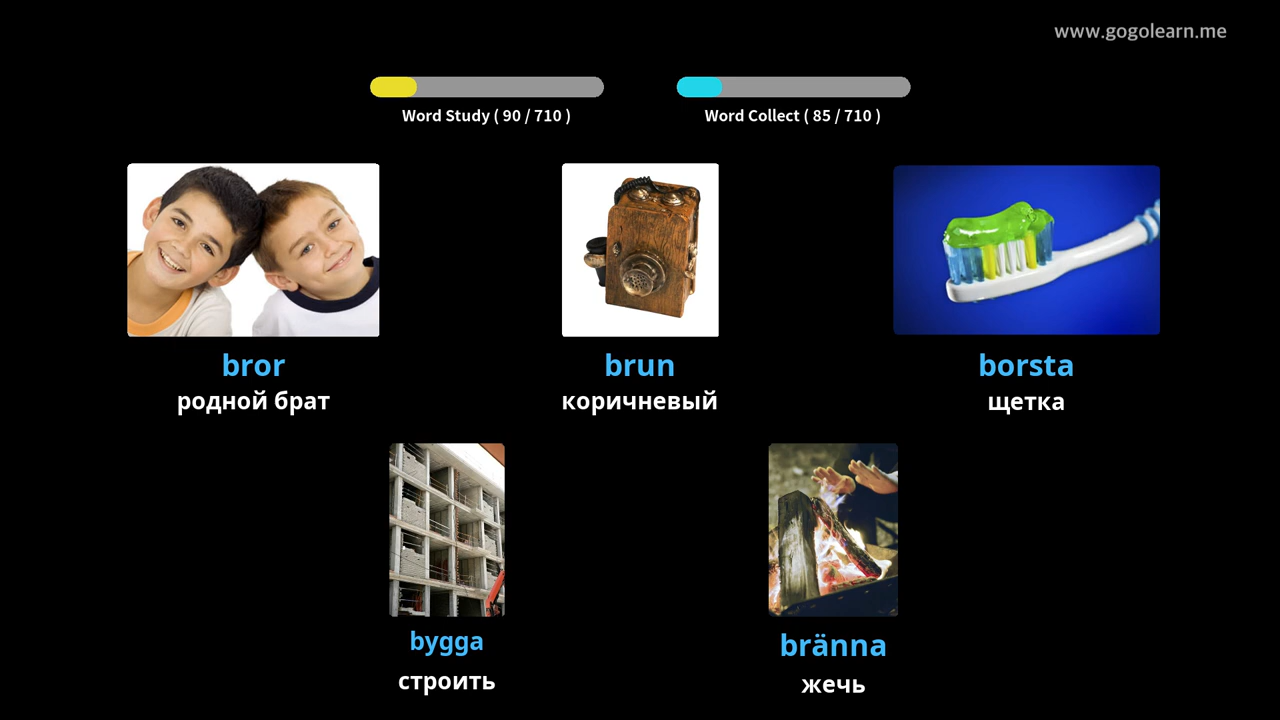 www.gogolearn.me
Word Study ( 90 / 710 )
Word Collect ( 85 / 710 )
bror
родной брат
brun
коричневый
borsta
щетка
bygga
строить
bränna
жечь